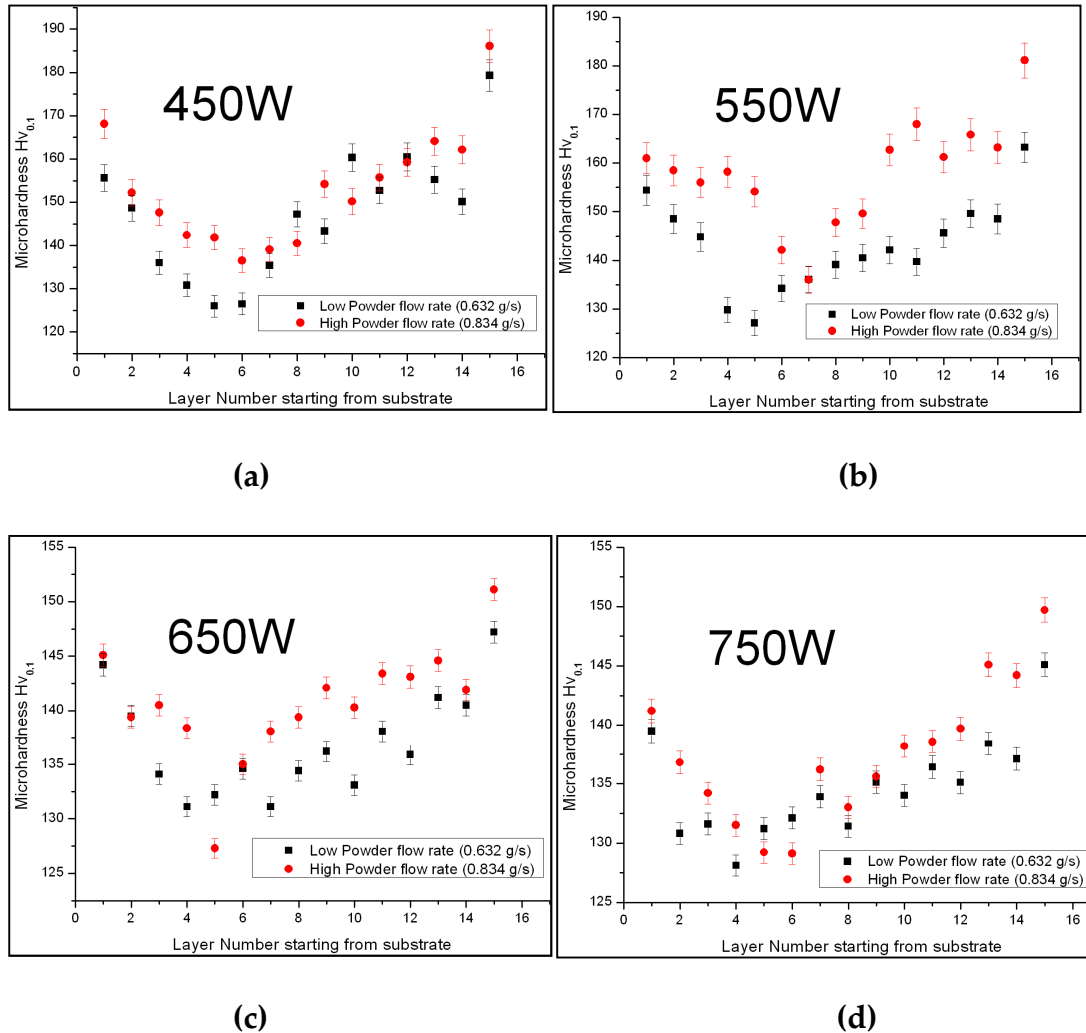 190
180
170
160
150
140
130
120
Microhardness Hv0.1
450W
Low Powder flow rate (0.632 g/s)
High Powder flow rate (0.834 g/s)
0 2 4 6 8 10 12 14 16
Layer Number starting from substrate
(a)
190
180
170
160
150
140
130
120
Microhardness Hv0.1
550W
Low Powder flow rate (0.632 g/s)
High Powder flow rate (0.834 g/s)
0 2 4 6 8 10 12 14 16
Layer Number starting from substrate
(b)
155
150
145
140
135
130
125
Microhardness Hv0.1
650W
Low Powder flow rate (0.632 g/s)
High Powder flow rate (0.834 g/s)
0 2 4 6 8 10 12 14 16
Layer Number starting from substrate
(c)
155
150
145
140
135
130
125
Microhardness Hv0.1
750W
Low Powder flow rate (0.632 g/s)
High Powder flow rate (0.834 g/s)
0 2 4 6 8 10 12 14 16
Layer Number starting from substrate
(d)